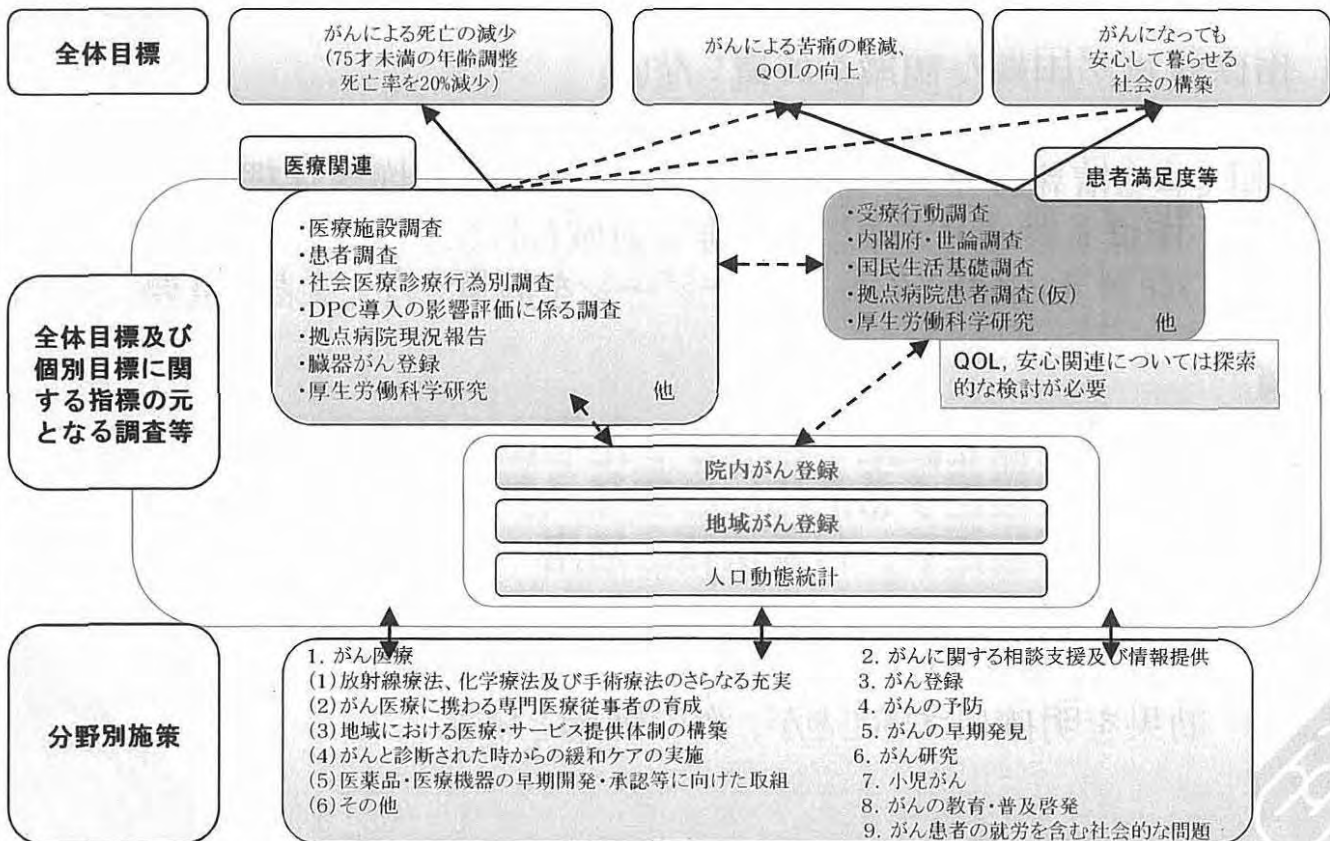 全体目標
がんによる死亡の減少
(75才未満の年齢調整
死亡率を20%減少)
がんによる苦痛の軽減、
QOLの向上
がんになっても
安心して暮らせる
社会の構築
医療関連
患者満足度等
全体目標及び
個別目標に関
する指標の元
となる調査等
・医療施設調査
・患者調査
・社会医療診療行為別調査
・DPC導入の影響評価に係る調査
・拠点病院現況報告
・臓器がん登録
・厚生労働科学研究 他
・受療行動調査
・内閣府・世論調査
・国民生活基礎調査
・拠点病院患者調査(仮)
・厚生労働科学研究 他
QOL, 安心関連については探索
的な検討が必要
院内がん登録
地域がん登録
人口動態統計
分野別施策
1. がん医療
(1)放射線療法、化学療法及び手術療法のさらなる充実
(2)がん医療に携わる専門医療従事者の育成
(3)地域における医療・サービス提供体制の構築
(4)がんと診断された時からの緩和ケアの実施
(5)医薬品・医療機器の早期開発・承認等に向けた取組
(6)その他
2. がんに関する相談支援及び情報提供
3. がん登録
4. がんの予防
5. がんの早期発見
6. がん研究
7. 小児がん
8. がんの教育・普及啓発
9. がん患者の就労を含む社会的な問題